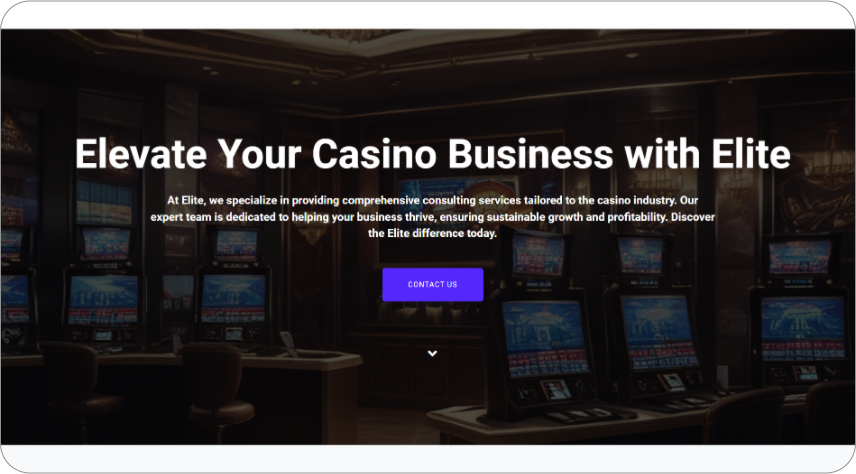 Elevate Your Casino Business with Elite
At Elite, we specialize in providing comprehensive consulting services tailored to the casino industry. Our
expert team is dedicated to helping your business thrive, ensuring sustainable growth and profitability. Discover
the Elite difference today.
CONTACT US